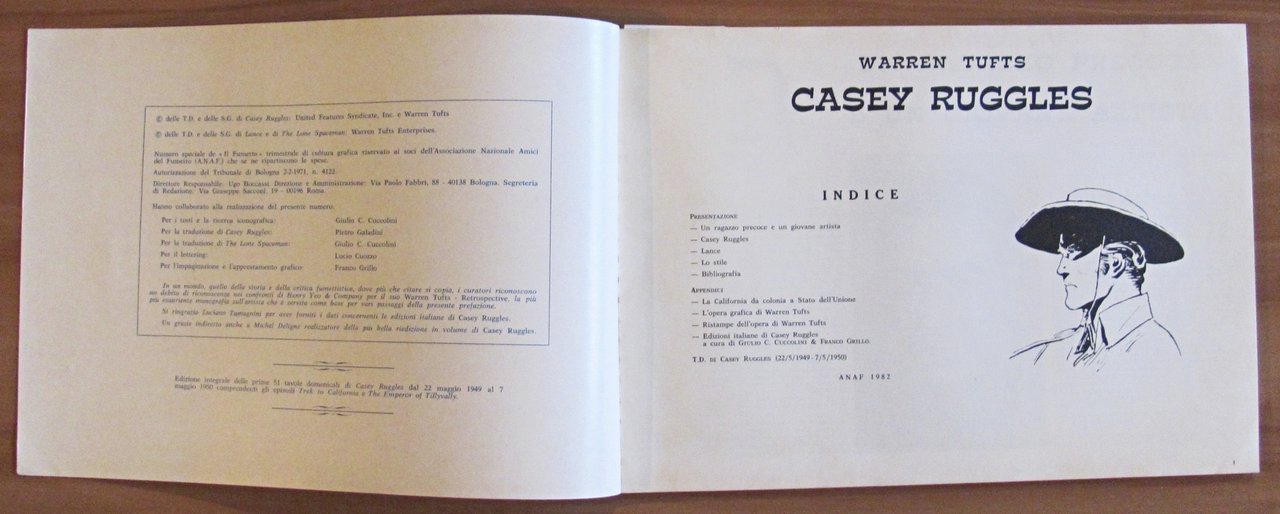 © delle T.D. e delle S.G. di Casey Ruggles: United Features Syndicate, Inc. e Warren Tufts
© delle T.D. e delle S.G. di Lance e di The Lone Spaceman: Warren Tufts Enterprises.
Numero speciale de « Il Fumetto » trimestrale di cultura grafica riservato ai soci dell'Associazione Nazionale Amici
del Fumetto (A.N.A.F.) che se ne ripartiscono le spese.
Autorizzazione del Tribunale di Bologna 2-2-1971, n. 4122.
Direttore Responsabile: Ugo Boccassi Direzione e Amministrazione: Via Paolo Fabbri, 88 - 40138 Bologna. Segreteria
di Redazione: Via Giuseppe Sacconi, 19 - 00196 Roma.
Hanno collaborato alla realizzazione del presente numero:
Per i testi e la ricerca iconografica: Giulio C. Cuccolini
Per la traduzione di Casey Ruggles: Pietro Galadini
Per la traduzione di The Lone Spaceman: Giulio C. Cuccolini
Per il lettering: Lucio Cuozzo
Per l'impaginazione e l'apprestamento grafico: Franco Grillo
In un mondo, quello della storia e della critica fumettistica, dove più che citare si copia, i curatori riconoscono
un debito di riconoscenza nei confronti di Henry Yeo & Company per il suo Warren Tufts - Retrospective, la più
più esauriente monografia sull'artista che è servita come base per vari passaggi della presente prefazione.
Si ringrazia Luciano Tamagnini per aver forniti i dati concernenti le edizioni italiane di Casey Ruggles.
Un grazie indiretto anche a Michel Deligne realizzatore della più bella riedizione in volume di Casey Ruggles.
Edizione integrale delle prime 51 tavole domenicali di Casey Ruggles dal 22 maggio 1949 al 7
maggio 1950 comprendenti gli episodi Trek to California e The Emperor of Tillyvally.
WARREN TUFTS
CASEY RUGGLES
INDICE
PRESENTAZIONE
— Un ragazzo precoce e un giovane artista
— Casey Ruggles
— Lance
— Lo stile
— Bibliografia
APPENDICI
— La California da colonia a Stato dell'Unione
— L'opera grafica di Warren Tufts
— Ristampe dell'opera di Warren Tufts
— Edizioni italiane di Casey Ruggles
a cura di GIULIO C. CUCCOLINI & FRANCO GRILLO.
T.D. DI CASEY RUGGLES (22/5/1949 - 7/5/1950)
ANAF 1982